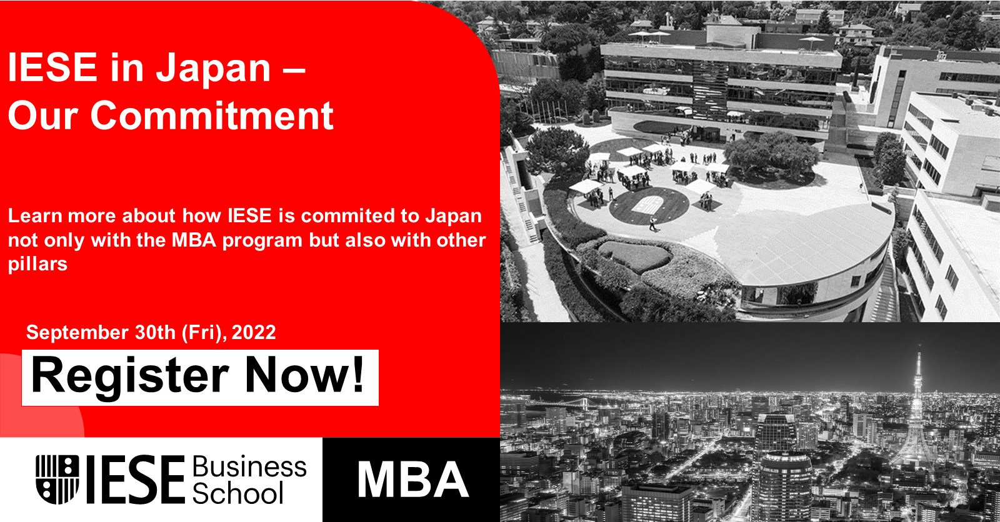 IESE in Japan –
Our Commitment
Learn more about how IESE is commited to Japan
not only with the MBA program but also with other
pillars
September 30th (Fri), 2022
Register Now!
IESE Business
School
MBA